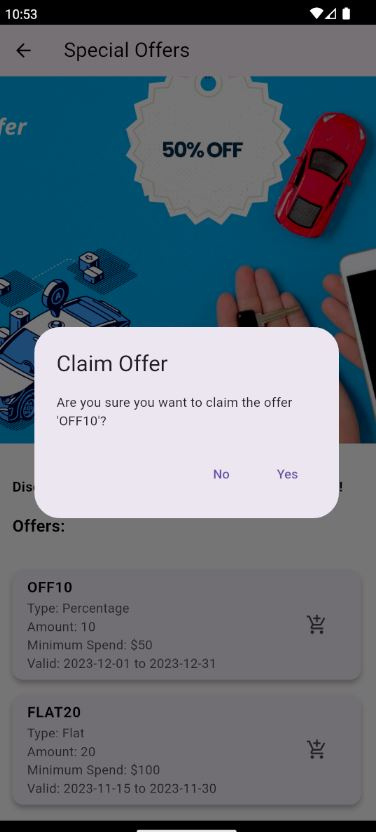 10:53
Special Offers
fer
50% OFF
Claim Offer
Are you sure you want to claim the offer
'OFF10'?
No
Yes
Dis
!
Offers:
OFF10
Type: Percentage
Amount: 10
Minimum Spend: $50
Valid: 2023-12-01 to 2023-12-31
FLAT20
Type: Flat
Amount: 20
Minimum Spend: $100
Valid: 2023-11-15 to 2023-11-30